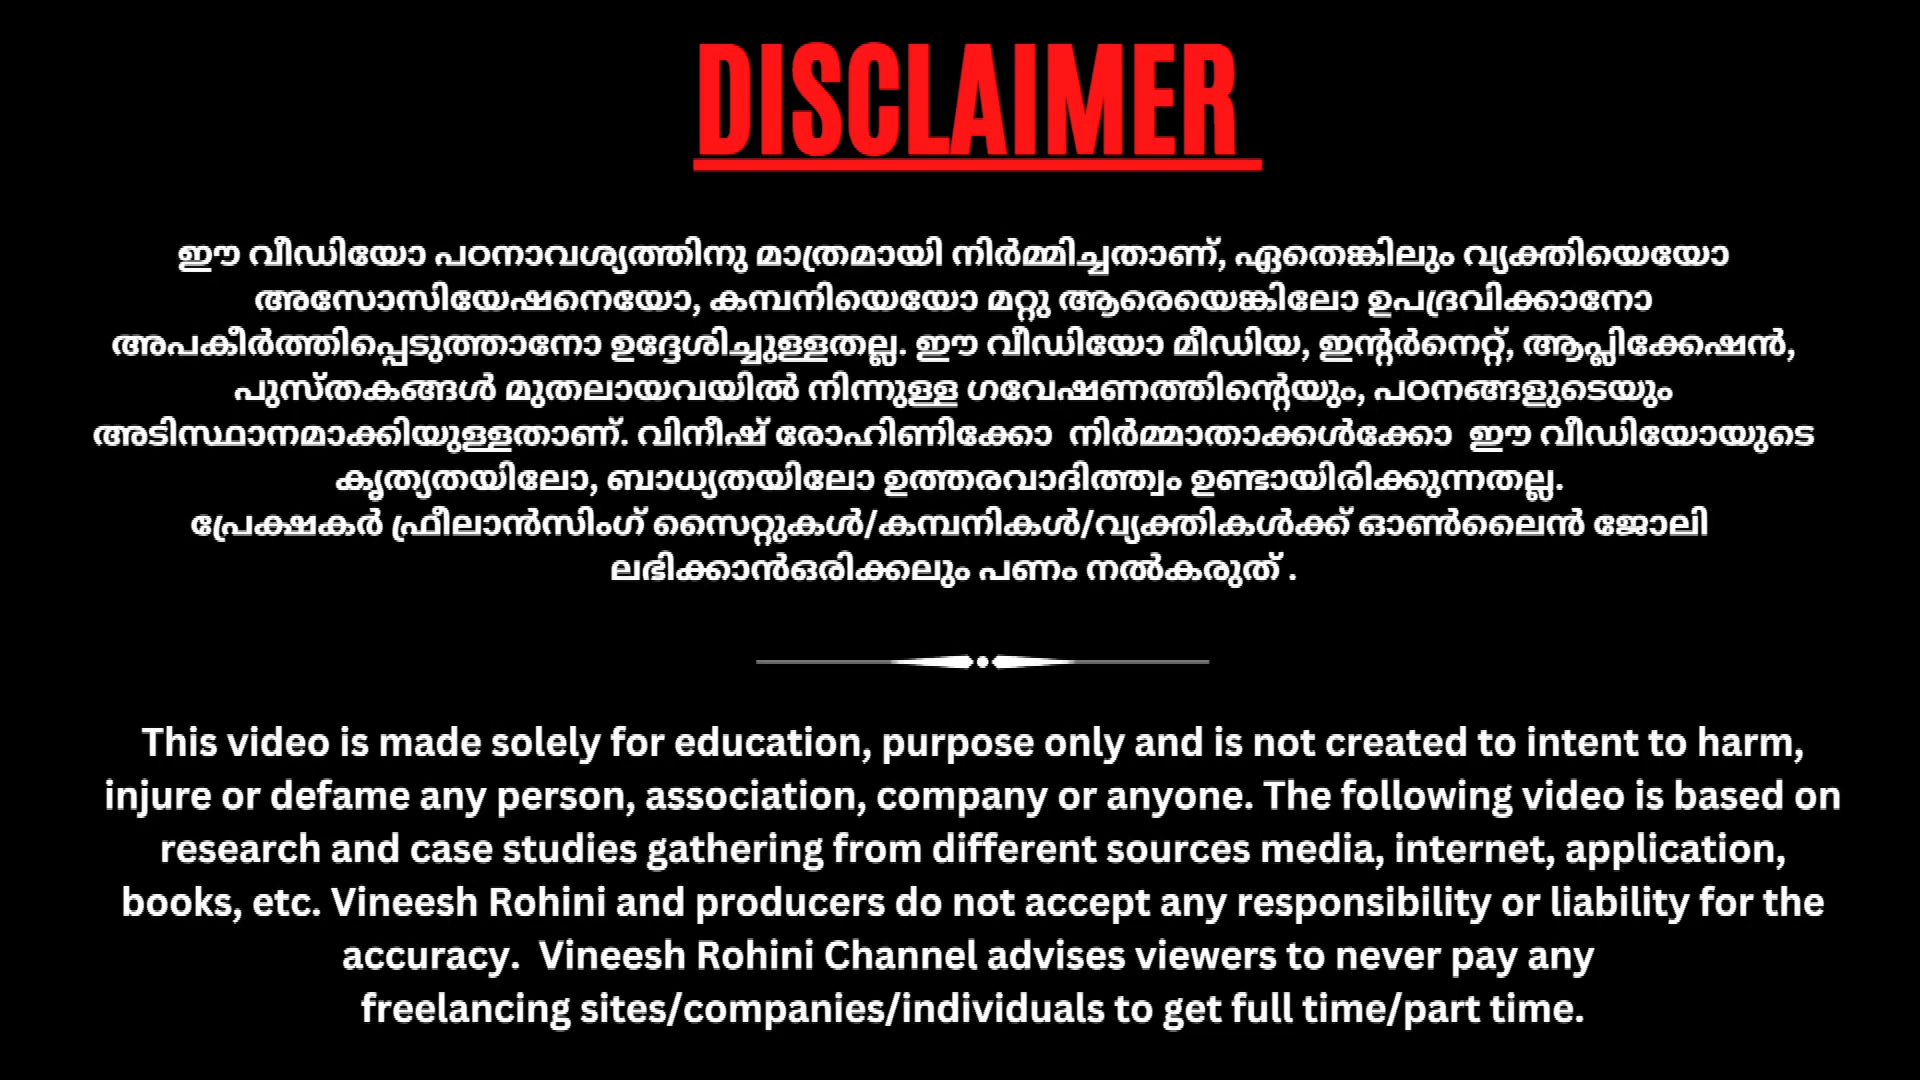 DISCLAIMER
ഈ വീഡിയോ പഠനാവശ്യത്തിനു മാത്രമായി നിർമ്മിച്ചതാണ്, ഏതെങ്കിലും വ്യക്തിയെയോ
അസോസിയേഷനെയോ, കമ്പനിയെയോ മറ്റു ആരെയെങ്കിലോ ഉപദ്രവിക്കാനോ
അപകീർത്തിപ്പെടുത്താനോ ഉദ്ദേശിച്ചുള്ളതല്ല. ഈ വീഡിയോ മീഡിയ, ഇന്റർനെറ്റ്, ആപ്ലിക്കേഷൻ,
പുസ്തകങ്ങൾ മുതലായവയിൽ നിന്നുള്ള ഗവേഷണത്തിന്റെയും, പഠനങ്ങളുടെയും
അടിസ്ഥാനമാക്കിയുള്ളതാണ്. വിനീഷ് രോഹിണിക്കോ നിർമ്മാതാക്കൾക്കോ ഈ വീഡിയോയുടെ
കൃത്യതയിലോ, ബാധ്യതയിലോ ഉത്തരവാദിത്ത്വം ഉണ്ടായിരിക്കുന്നതല്ല.
പ്രേക്ഷകർ ഫ്രീലാൻസിംഗ് സൈറ്റുകൾ/കമ്പനികൾ/വ്യക്തികൾക്ക് ഓൺലൈൻ ജോലി
ലഭിക്കാൻഒരിക്കലും പണം നൽകരുത് .
This video is made solely for education, purpose only and is not created to intent to harm,
injure or defame any person, association, company or anyone. The following video is based on
research and case studies gathering from different sources media, internet, application,
books, etc. Vineesh Rohini and producers do not accept any responsibility or liability for the
accuracy. Vineesh Rohini Channel advises viewers to never pay any
freelancing sites/companies/individuals to get full time/part time.